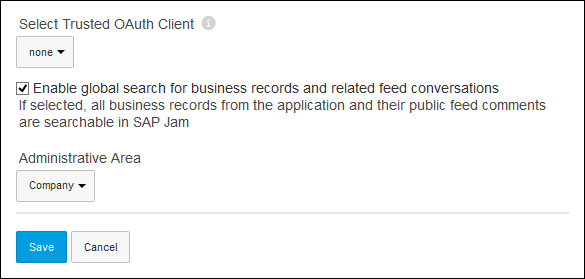 Select Trusted OAuth Client
none
Enable global search for business records and related feed conversations
If selected, all business records from the application and their public feed comments
are searchable in SAP Jam
Administrative Area
Company
Save Cancel